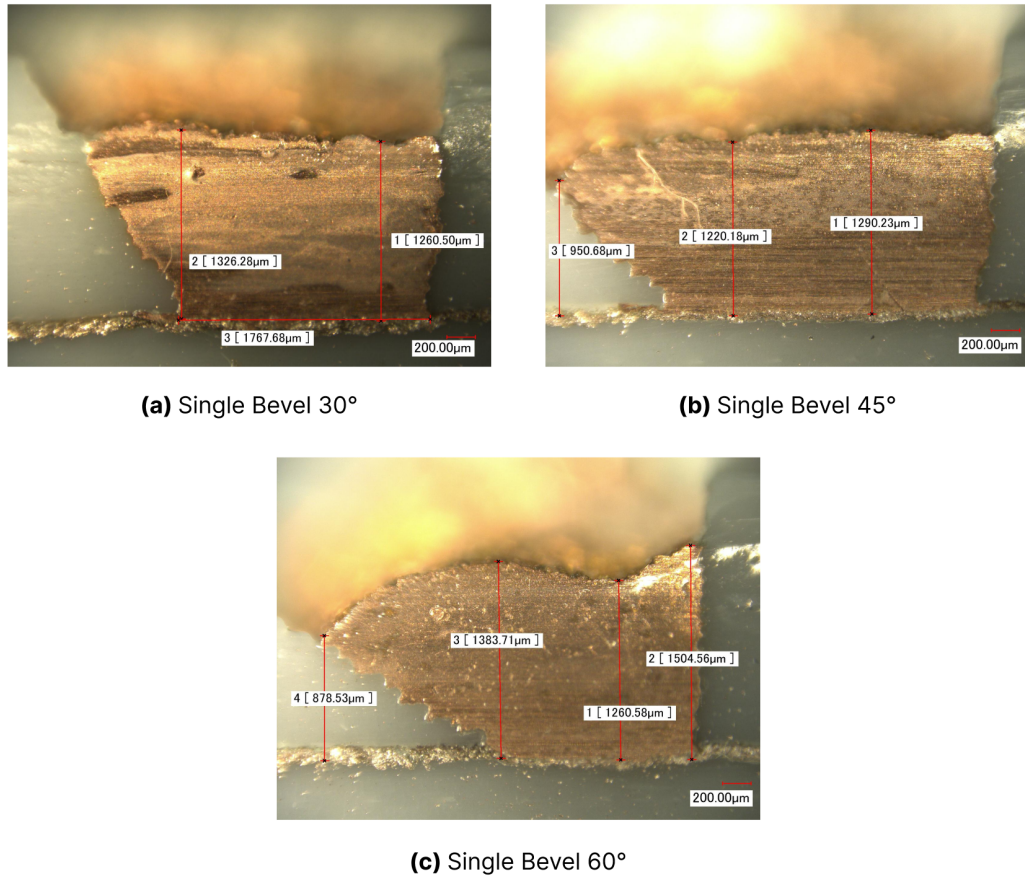 1 [ 1260.50μm ]
2 [ 1326.28μm ]
3 [ 1767.68μm ]
200.00μm
1 [ 1290.23μm ]
2 [ 1220.18μm ]
3 [ 950.68μm ]
200.00μm
(a) Single Bevel 30°
(b) Single Bevel 45°
3 [ 1383.71μm ]
2 [ 1504.56μm ]
4 [ 878.53μm ]
1 [ 1260.58μm ]
200.00μm
(c) Single Bevel 60°